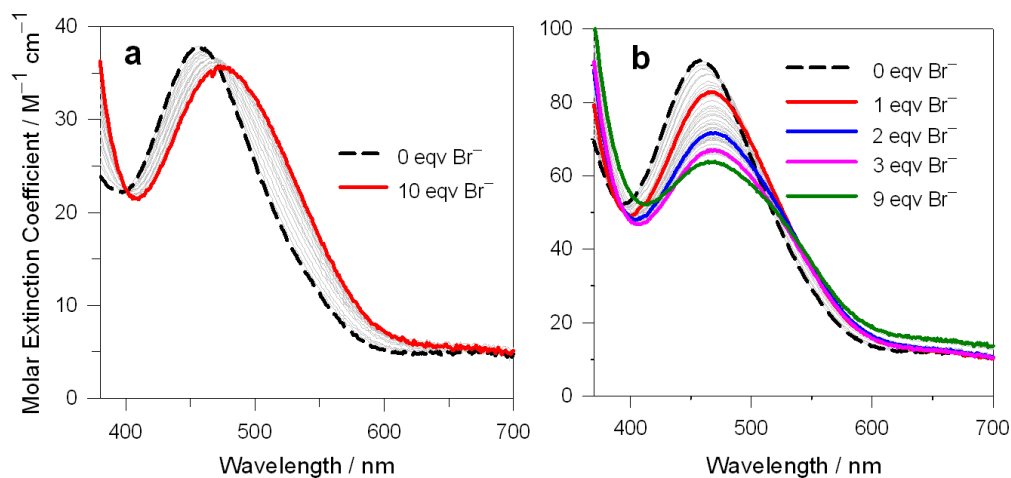 a
40
30
20
10
0
400
500
600
700
Molar Extinction Coefficient / M⁻¹ cm⁻¹
Wavelength / nm
0 eqv Br⁻
10 eqv Br⁻
b
100
80
60
40
20
0
400
500
600
700
Wavelength / nm
0 eqv Br⁻
1 eqv Br⁻
2 eqv Br⁻
3 eqv Br⁻
9 eqv Br⁻